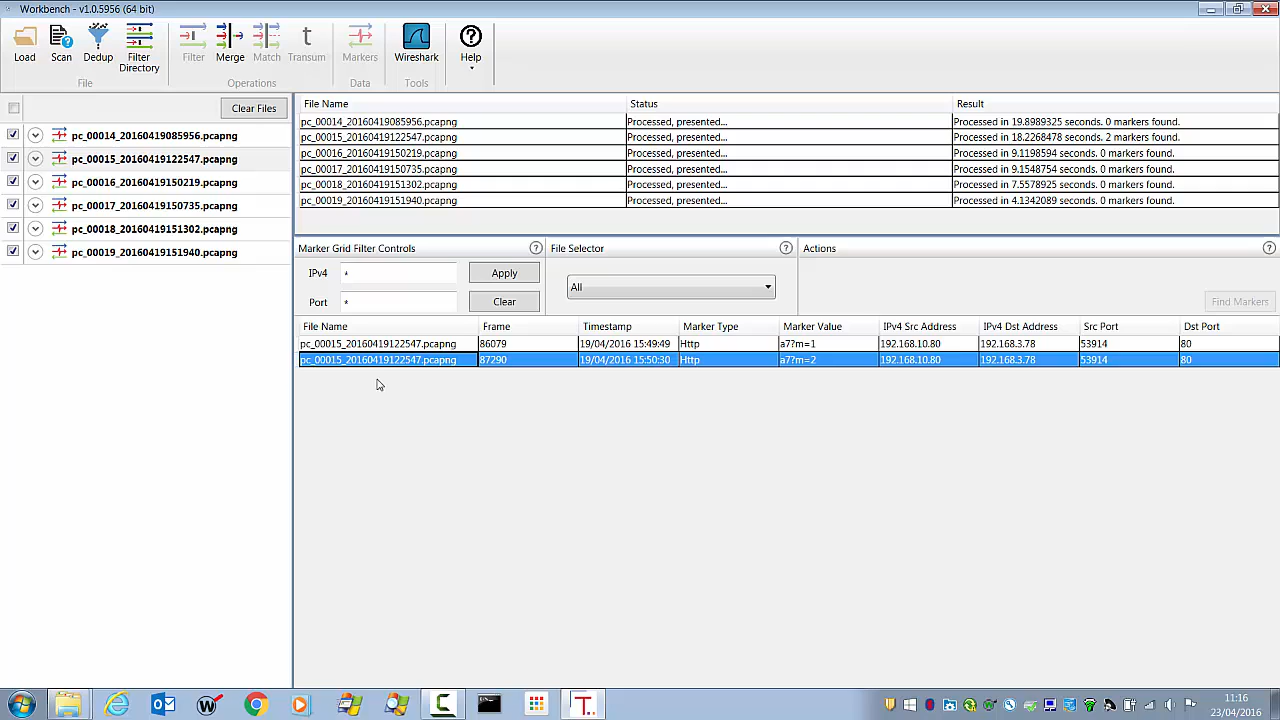 Workbench - v1.0.5956 (64 bit)
Load Scan Dedup Filter Directory Filter Merge Match Transum Markers Wireshark Help
File Operations Data Tools
Clear Files
pc_00014_20160419085956.pcapng
pc_00015_20160419122547.pcapng
pc_00016_20160419150219.pcapng
pc_00017_20160419150735.pcapng
pc_00018_20160419151302.pcapng
pc_00019_20160419151940.pcapng
File Name Status Result
pc_00014_20160419085956.pcapng Processed, presented... Processed in 19.8989325 seconds. 0 markers found.
pc_00015_20160419122547.pcapng Processed, presented... Processed in 18.2268478 seconds. 2 markers found.
pc_00016_20160419150219.pcapng Processed, presented... Processed in 9.1198594 seconds. 0 markers found.
pc_00017_20160419150735.pcapng Processed, presented... Processed in 9.1548754 seconds. 0 markers found.
pc_00018_20160419151302.pcapng Processed, presented... Processed in 7.5578925 seconds. 0 markers found.
pc_00019_20160419151940.pcapng Processed, presented... Processed in 4.1342089 seconds. 0 markers found.
Marker Grid Filter Controls ? File Selector ? Actions ?
IPv4 * Apply
All
Port * Clear Find Markers
File Name Frame Timestamp Marker Type Marker Value IPv4 Src Address IPv4 Dst Address Src Port Dst Port
pc_00015_20160419122547.pcapng 86079 19/04/2016 15:49:49 Http a7?m=1 192.168.10.80 192.168.3.78 53914 80
pc_00015_20160419122547.pcapng 87290 19/04/2016 15:50:30 Http a7?m=2 192.168.10.80 192.168.3.78 53914 80
11:16
23/04/2016